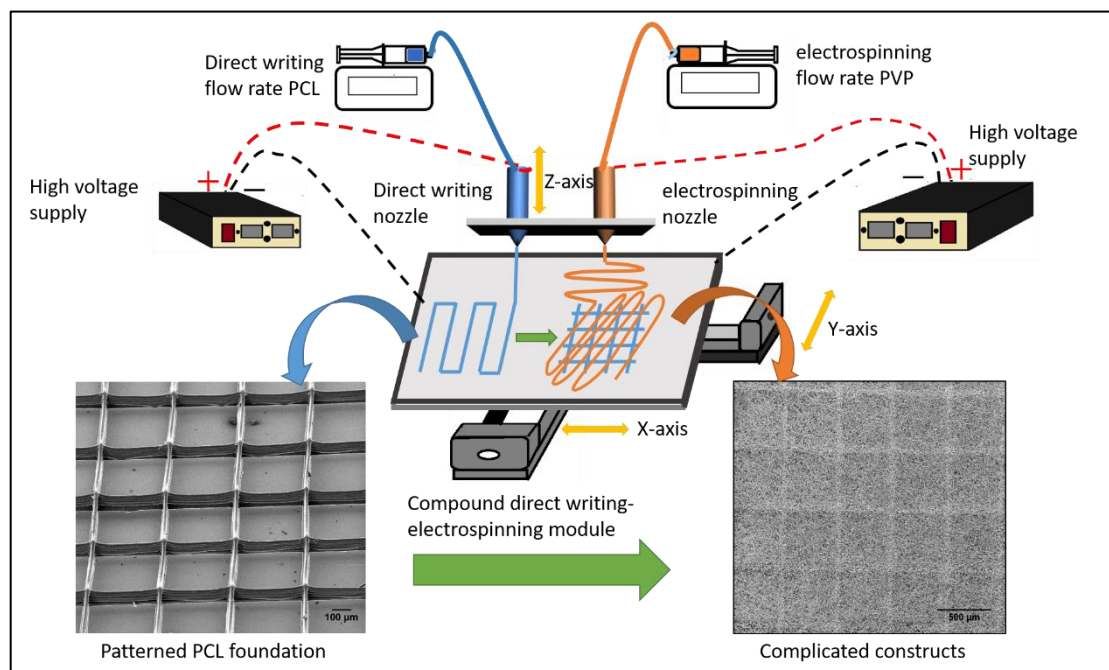 Direct writing
flow rate PCL
electrospinning
flow rate PVP
High voltage
supply
+
−
Direct writing
nozzle
Z-axis
electrospinning
nozzle
High voltage
supply
−
+
Y-axis
X-axis
Compound direct writing-
electrospinning module
100 μm
500 μm
Patterned PCL foundation
Complicated constructs